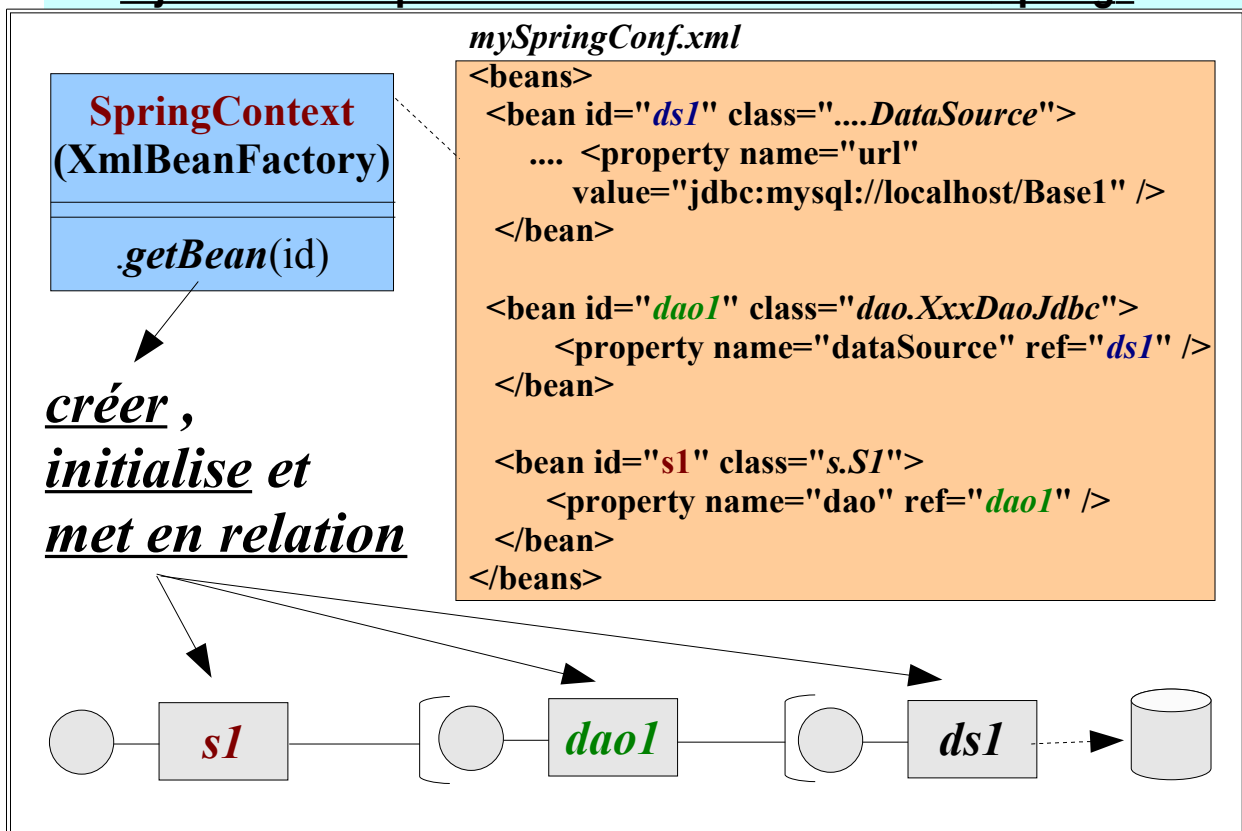 mySpringConf.xml
SpringContext
(XmlBeanFactory)
.getBean(id)
<beans>
<bean id="ds1" class="....DataSource">
.... <property name="url"
value="jdbc:mysql://localhost/Base1" />
</bean>
<bean id="dao1" class="dao.XxxDaoJdbc">
<property name="dataSource" ref="ds1" />
</bean>
<bean id="s1" class="s.S1">
<property name="dao" ref="dao1" />
</bean>
</beans>
créer ,
initialise et
met en relation
s1
dao1
ds1